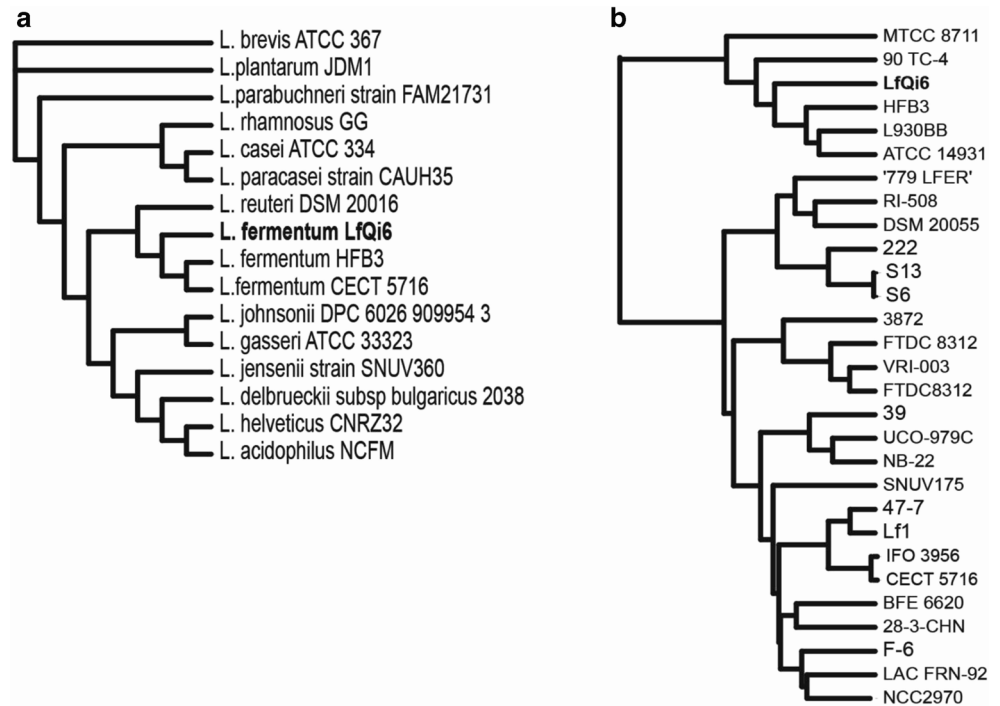 a
L. brevis ATCC 367
L.plantarum JDM1
L.parabuchneri strain FAM21731
L. rhamnosus GG
L. casei ATCC 334
L. paracasei strain CAUH35
L. reuteri DSM 20016
L. fermentum LfQi6
L. fermentum HFB3
L.fermentum CECT 5716
L. johnsonii DPC 6026 909954 3
L. gasseri ATCC 33323
L. jensenii strain SNUV360
L. delbrueckii subsp bulgaricus 2038
L. helveticus CNRZ32
L. acidophilus NCFM
b
MTCC 8711
90 TC-4
LfQi6
HFB3
L930BB
ATCC 14931
'779 LFER'
RI-508
DSM 20055
222
S13
S6
3872
FTDC 8312
VRI-003
FTDC8312
39
UCO-979C
NB-22
SNUV175
47-7
Lf1
IFO 3956
CECT 5716
BFE 6620
28-3-CHN
F-6
LAC FRN-92
NCC2970